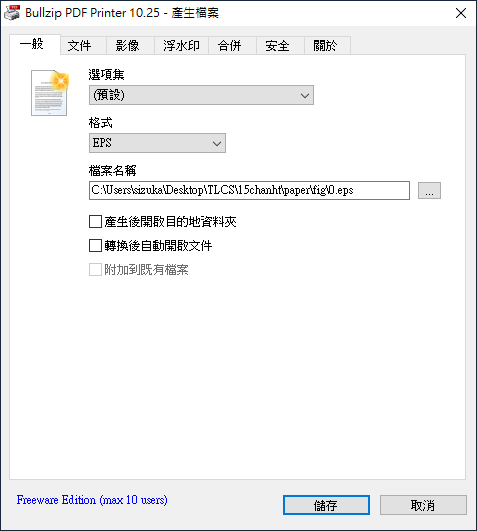 Bullzip PDF Printer 10.25 - 產生檔案
一般 文件 影像 浮水印 合併 安全 關於
選項集
(預設)
格式
EPS
檔案名稱
C:\Users\sizuka\Desktop\TLCS\15chanht\paper\fig\0.eps
...
產生後開啟目的地資料夾
轉換後自動開啟文件
附加到既有檔案
Freeware Edition (max 10 users)
儲存 取消